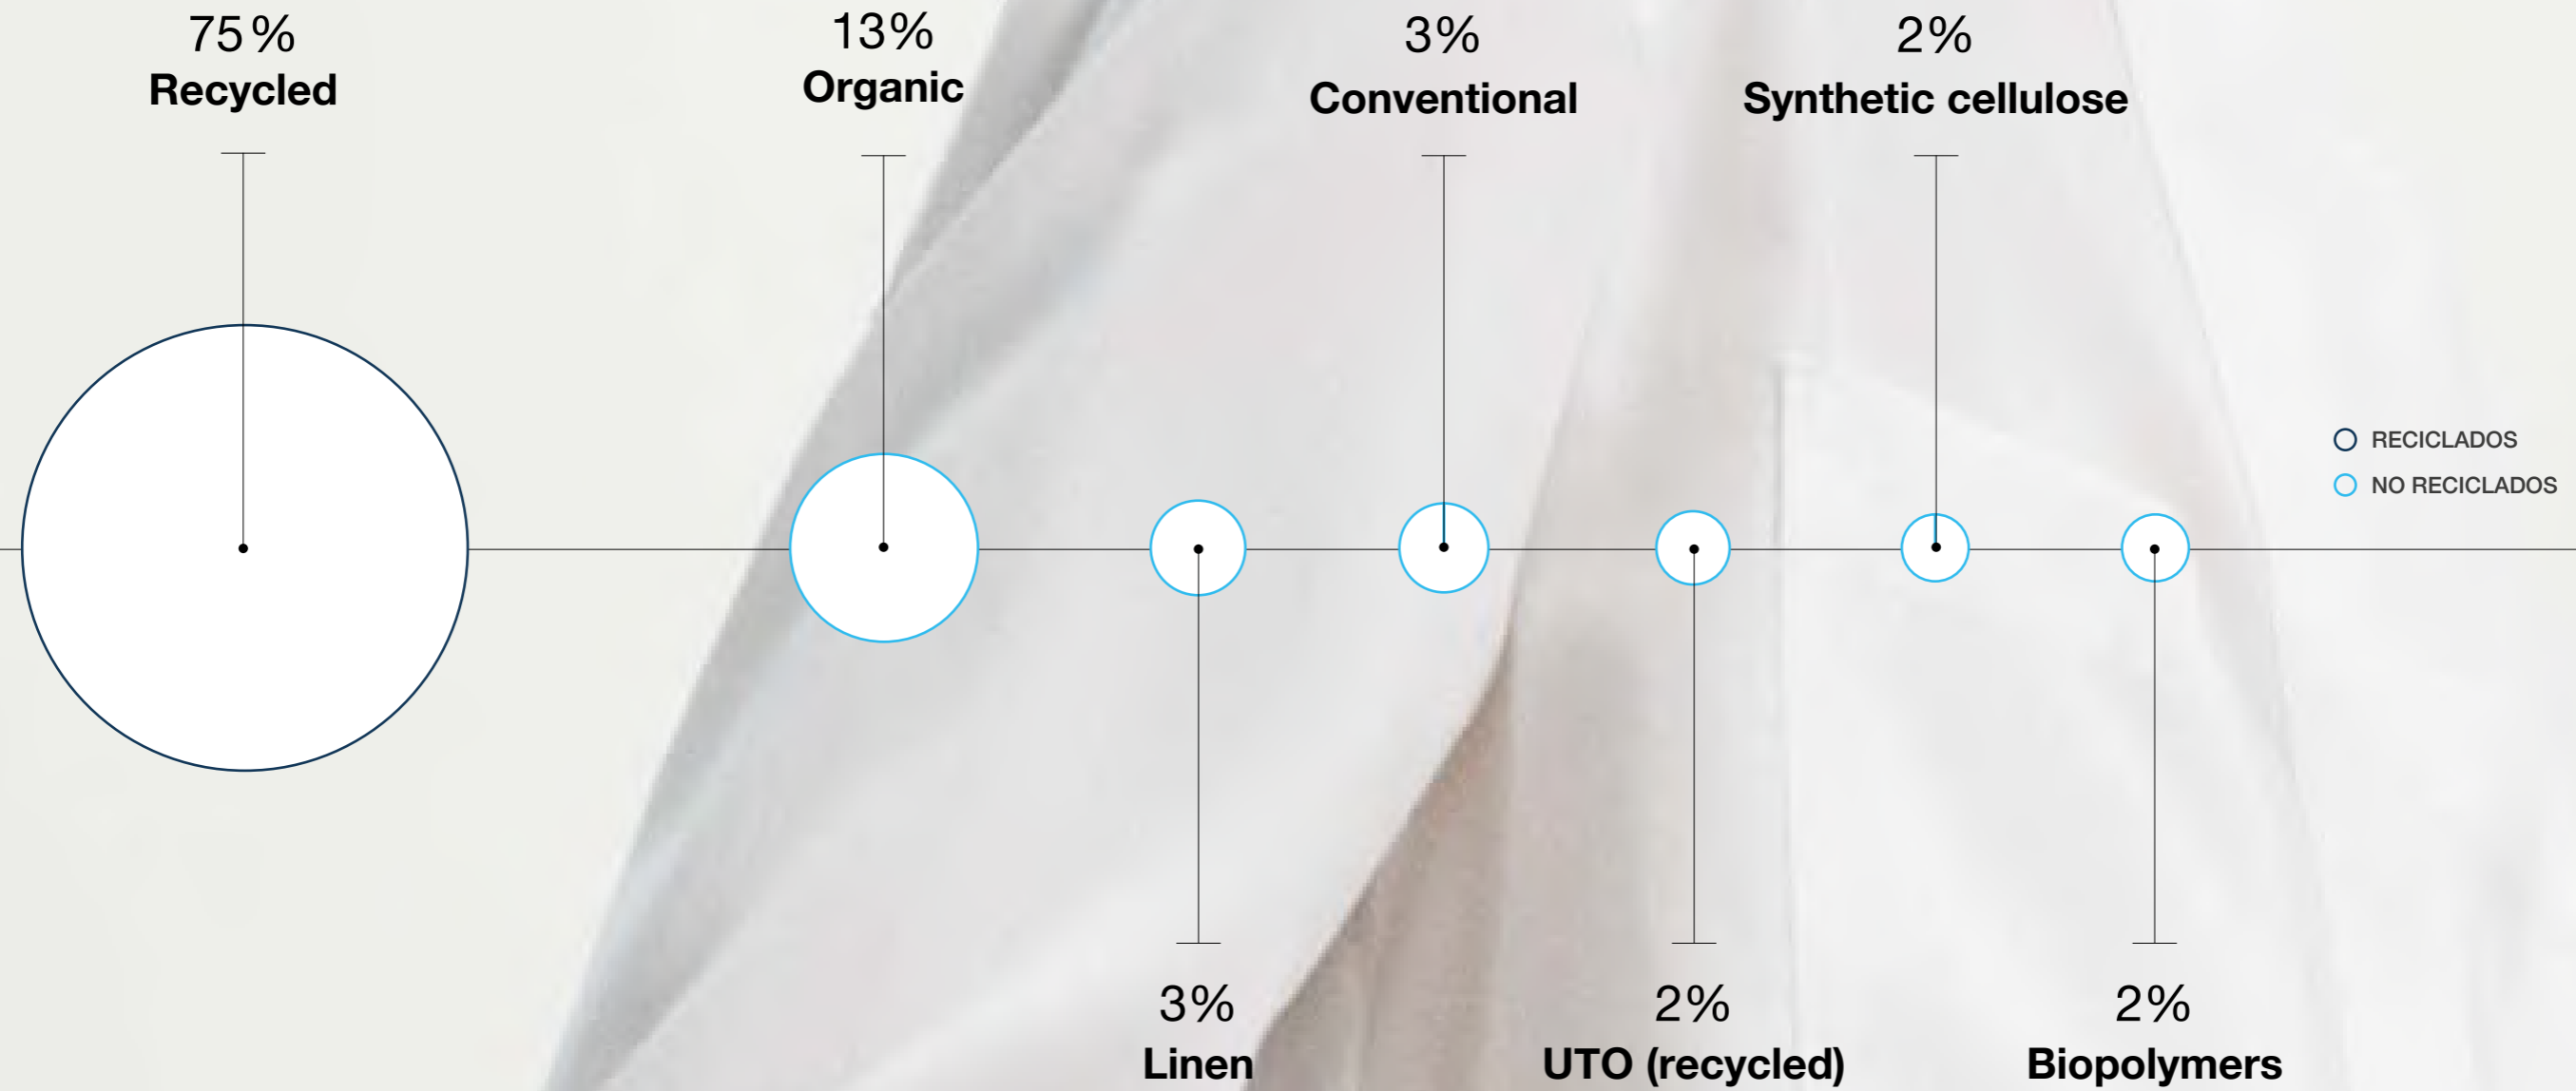 75%
Recycled
13%
Organic
3%
Conventional
2%
Synthetic cellulose
RECICLADOS
NO RECICLADOS
3%
Linen
2%
UTO (recycled)
2%
Biopolymers